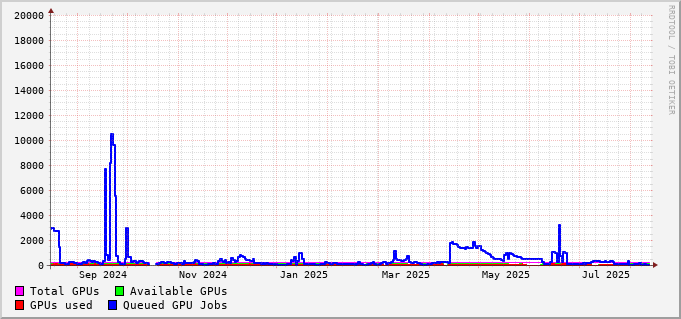 20000
18000
16000
14000
12000
10000
8000
6000
4000
2000
0
Sep 2024 Nov 2024 Jan 2025 Mar 2025 May 2025 Jul 2025
Total GPUs Available GPUs
GPUs used Queued GPU Jobs
RRDTOOL / TOBI OETIKER